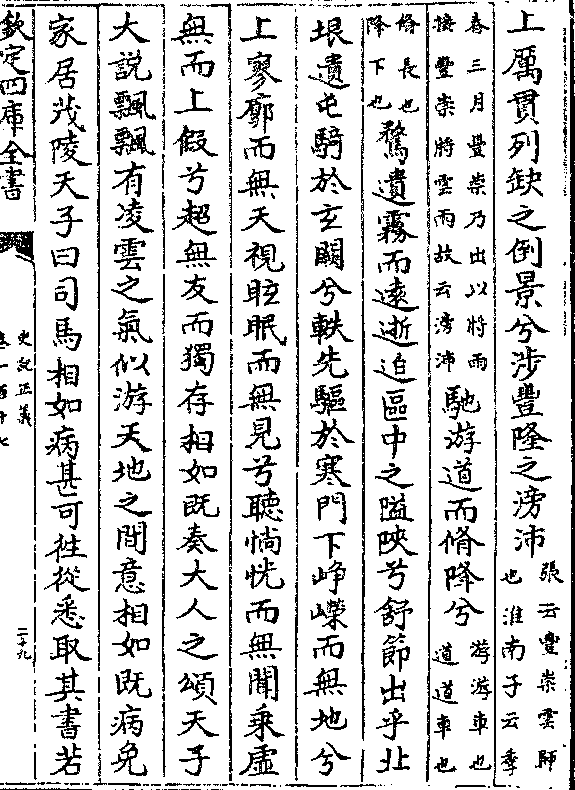 上厲貫列缺之倒景兮涉豐隆之滂沛張云豐崇雲師也淮南子云季
春三月豐崇乃出以將雨接豐崇將雲雨故云滂沛馳游道而脩降兮游游車也道道車也
脩長也降下也騖遺霧而遠逝迫區中之隘陜兮舒節出乎北
垠遺屯騎於玄闕兮軼先驅於寒門下崢嶸而無地兮
上寥廓而無天視眩眠而無見兮聽惝恍而無聞乘虛
無而上假兮超無友而獨存相如既奏大人之頌天子
大說飄飄有凌雲之氣似游天地之間意相如既病免
家居茂陵天子曰司馬相如病甚可往從悉取其書若
欽定四庫全書
史記正義
卷一百十七
二十九